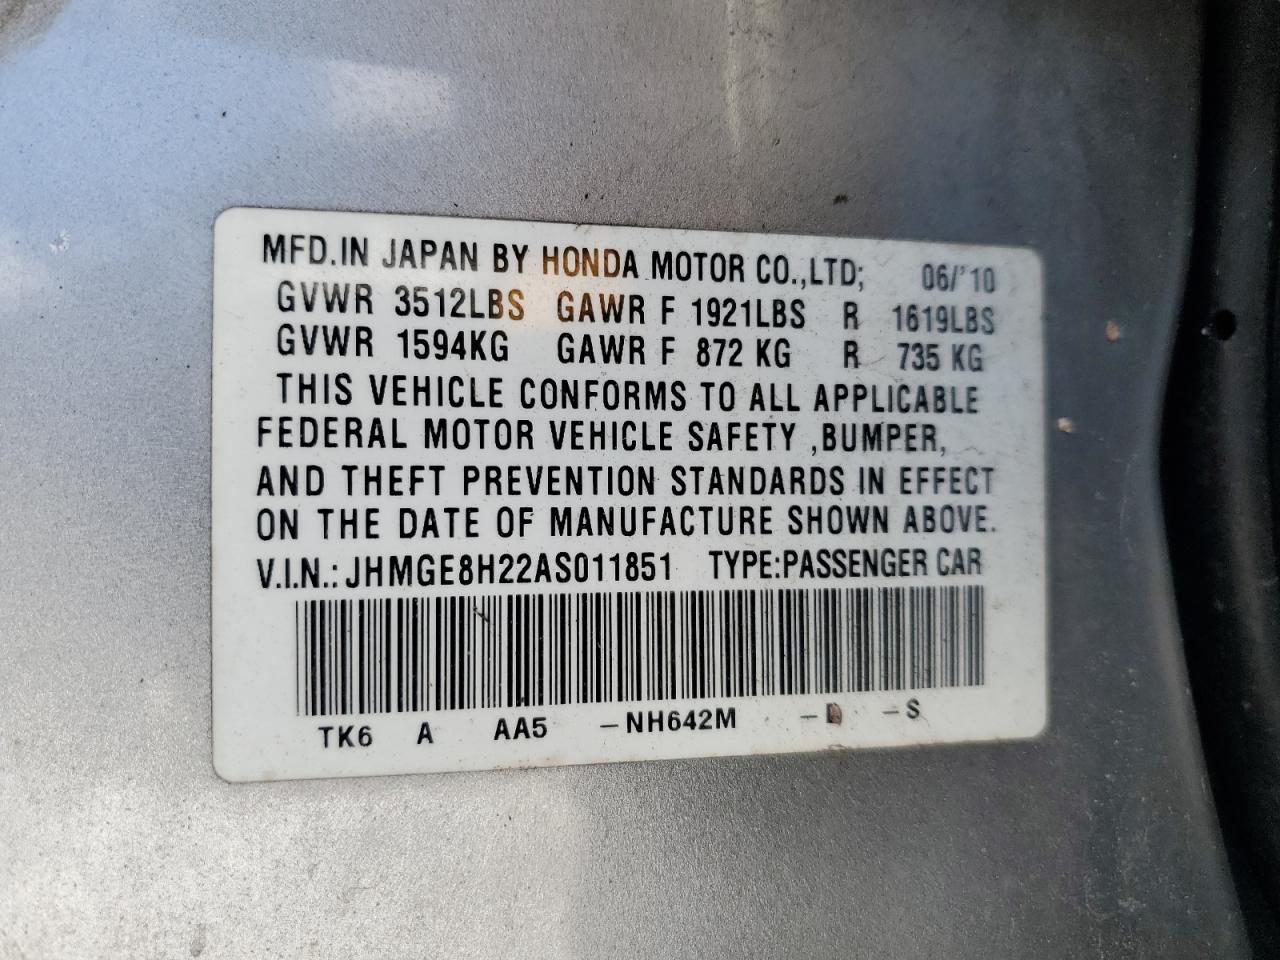 MFD.IN JAPAN BY HONDA MOTOR CO.,LTD; 06/'10
GVWR 3512LBS GAWR F 1921LBS R 1619LBS
GVWR 1594KG GAWR F 872 KG R 735 KG
THIS VEHICLE CONFORMS TO ALL APPLICABLE
FEDERAL MOTOR VEHICLE SAFETY ,BUMPER,
AND THEFT PREVENTION STANDARDS IN EFFECT
ON THE DATE OF MANUFACTURE SHOWN ABOVE.
V.I.N.: JHMGE8H22AS011851 TYPE:PASSENGER CAR
TK6 A AA5 -NH642M -S